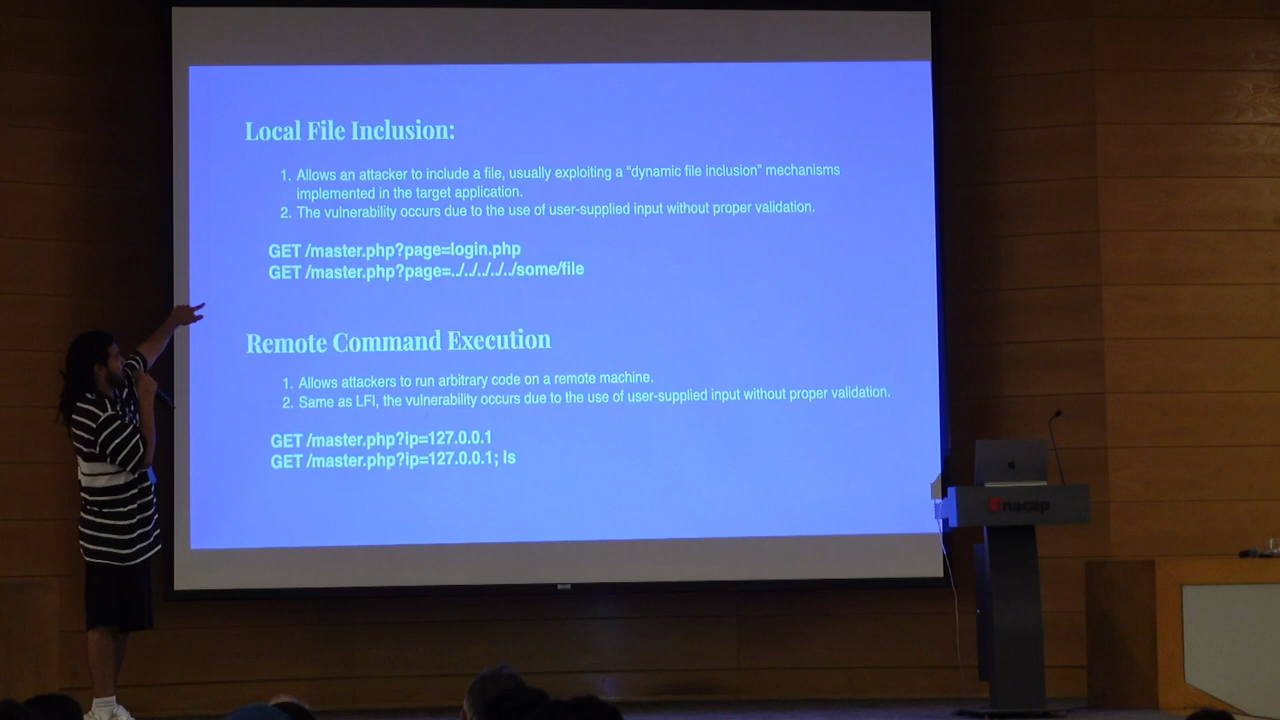 Local File Inclusion:
1. Allows an attacker to include a file, usually exploiting a “dynamic file inclusion” mechanisms
implemented in the target application.
2. The vulnerability occurs due to the use of user-supplied input without proper validation.
GET /master.php?page=login.php
GET /master.php?page=../../../../../some/file
Remote Command Execution
1. Allows attackers to run arbitrary code on a remote machine.
2. Same as LFI, the vulnerability occurs due to the use of user-supplied input without proper validation.
GET /master.php?ip=127.0.0.1
GET /master.php?ip=127.0.0.1; ls
inacap